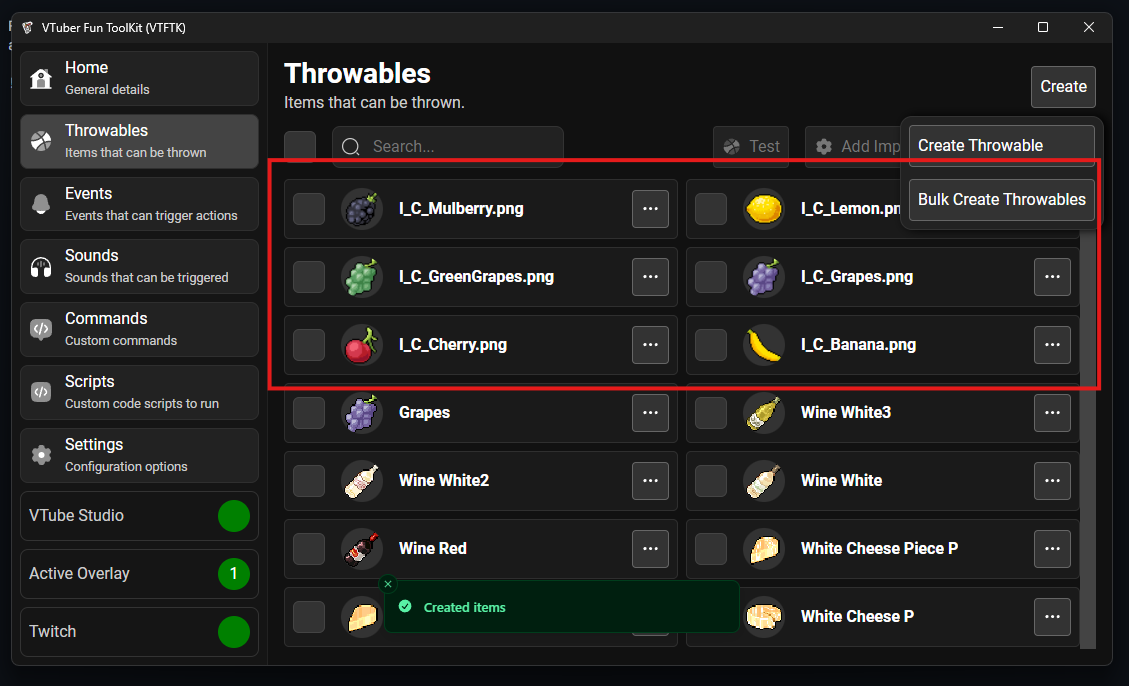 VTuber Fun ToolKit (VTFTK)
Home
General details
Throwables
Items that can be thrown
Events
Events that can trigger actions
Sounds
Sounds that can be triggered
Commands
Custom commands
Scripts
Custom code scripts to run
Settings
Configuration options
VTube Studio
Active Overlay
1
Twitch
Throwables
Items that can be thrown.
Create
Search...
Test
Add Imp
Create Throwable
Bulk Create Throwables
I_C_Mulberry.png
I_C_Lemon.pn
I_C_GreenGrapes.png
I_C_Grapes.png
I_C_Cherry.png
I_C_Banana.png
Grapes
Wine White3
Wine White2
Wine White
Wine Red
White Cheese Piece P
White Cheese P
Created items